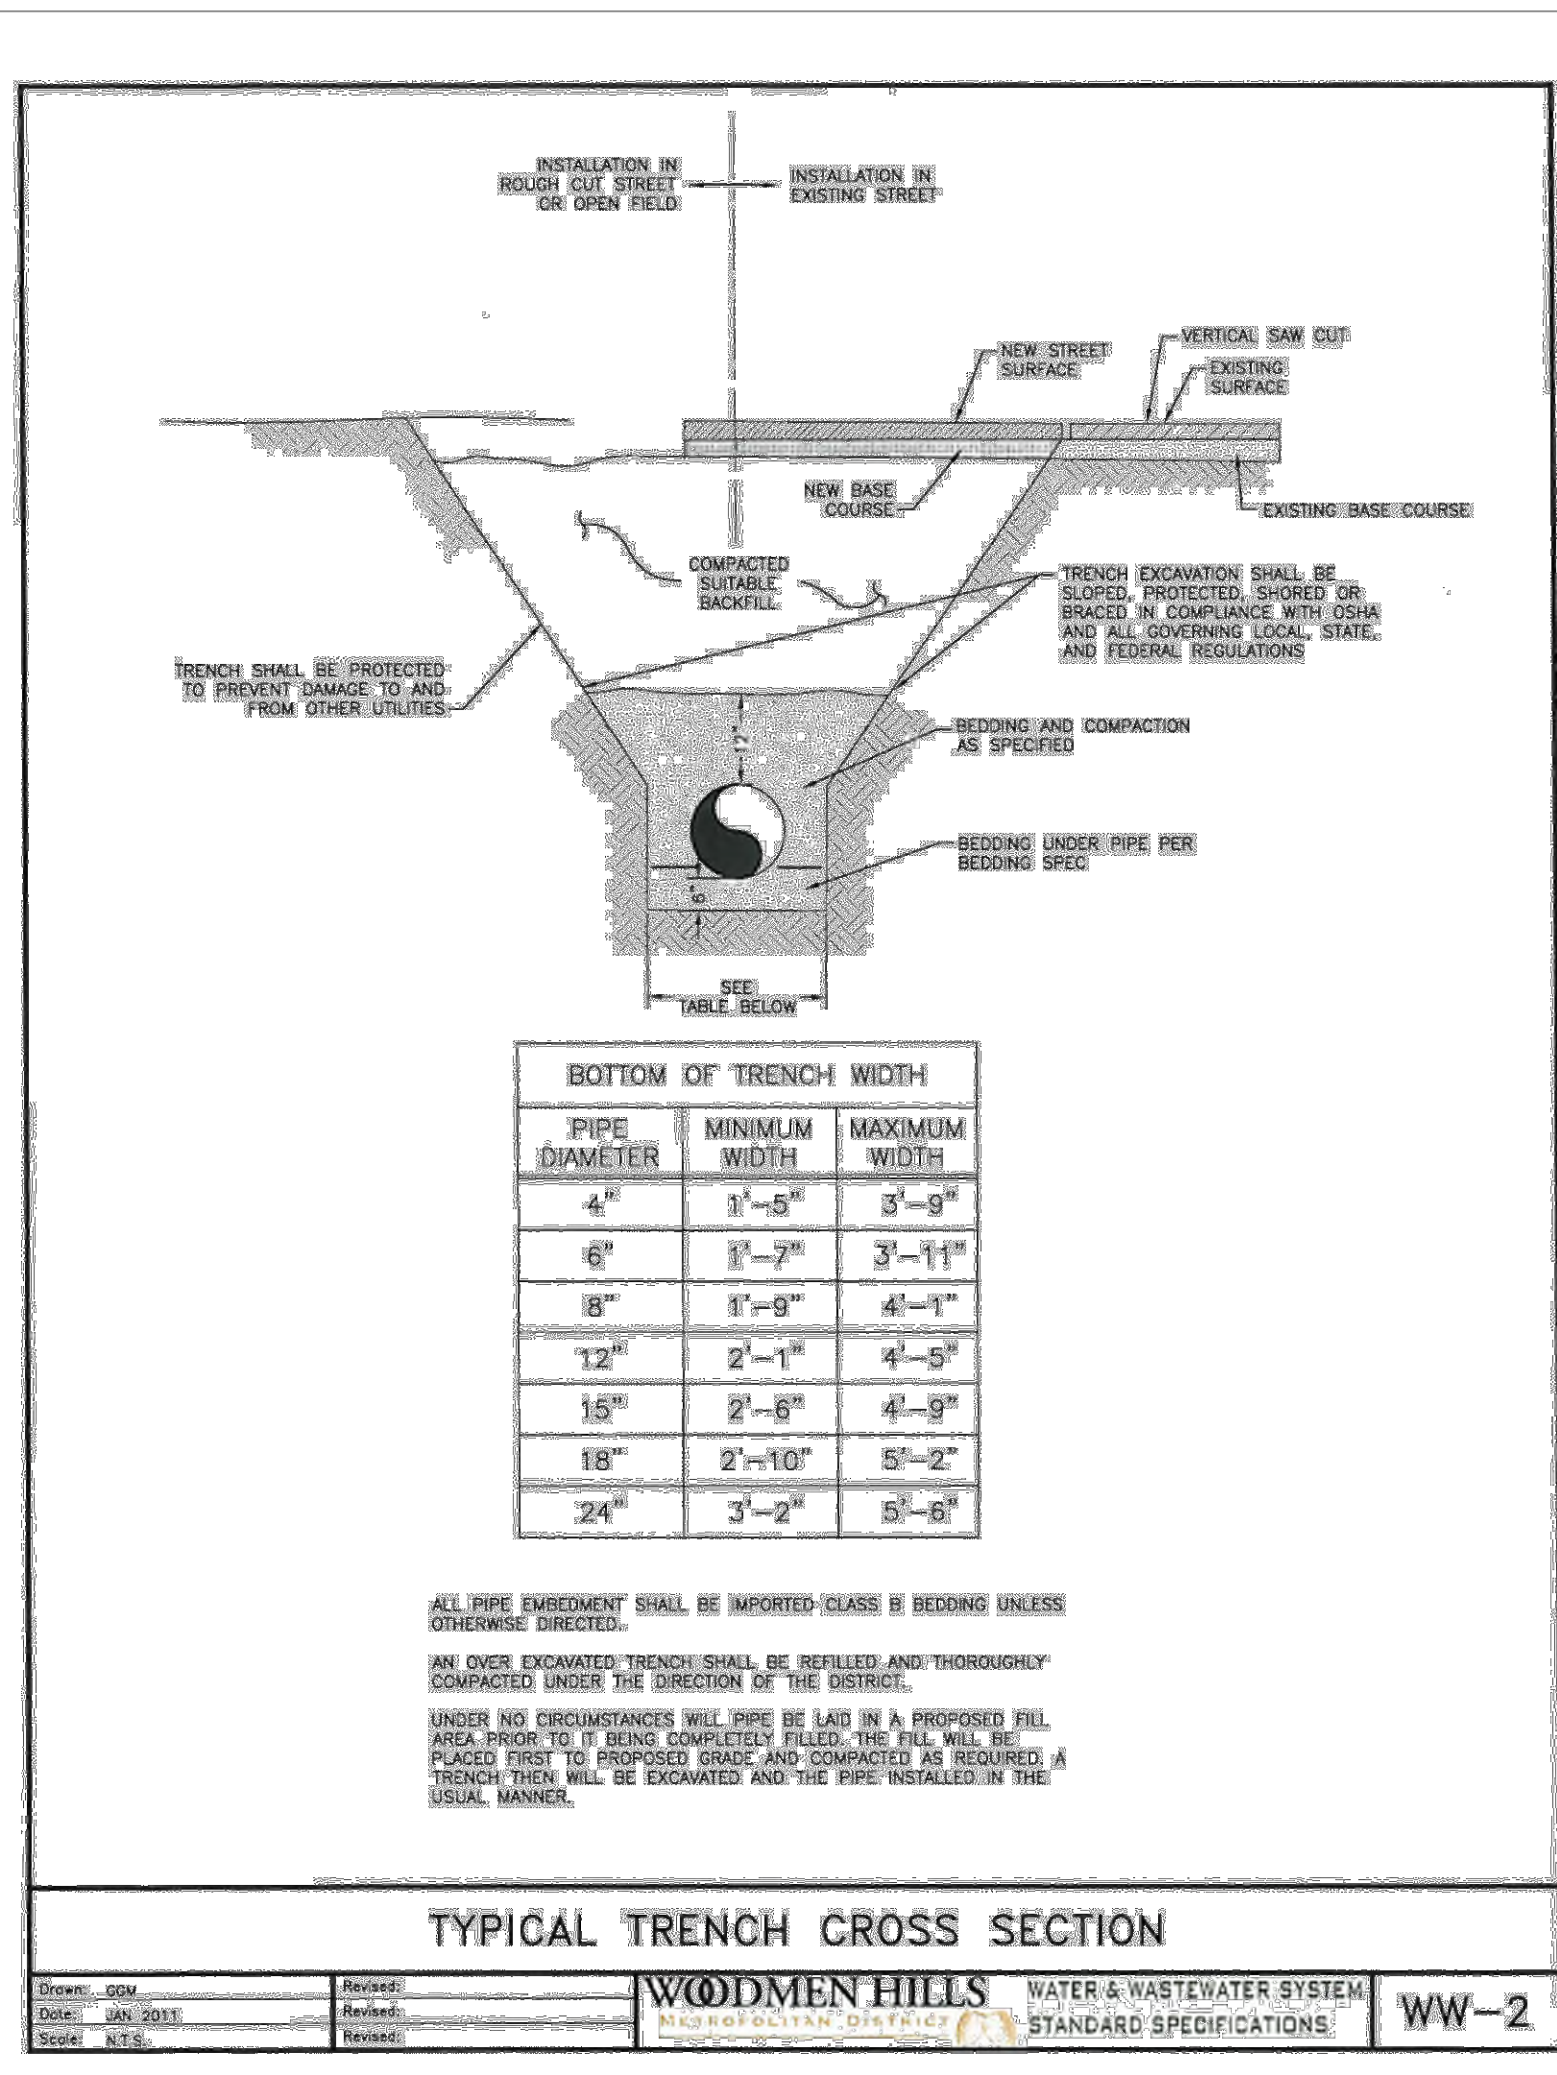 INSTALLATION IN
ROUGH CUT STREET
OR OPEN FIELD
INSTALLATION IN
EXISTING STREET
VERTICAL SAW CUT
NEW STREET
SURFACE
EXISTING
SURFACE
NEW BASE
COURSE
EXISTING BASE COURSE
COMPACTED
SUITABLE
BACKFILL
TRENCH EXCAVATION SHALL BE
SLOPED, PROTECTED, SHORED OR
BRACED IN COMPLIANCE WITH OSHA
AND ALL GOVERNING LOCAL, STATE,
AND FEDERAL REGULATIONS
TRENCH SHALL BE PROTECTED
TO PREVENT DAMAGE TO AND
FROM OTHER UTILITIES
12"
BEDDING AND COMPACTION
AS SPECIFIED
BEDDING UNDER PIPE PER
BEDDING SPEC
6"
SEE
TABLE BELOW
BOTTOM OF TRENCH WIDTH
PIPE DIAMETER MINIMUM WIDTH MAXIMUM WIDTH
4" 1'-5" 3'-9"
6" 1'-7" 3'-11"
8" 1'-9" 4'-1"
12" 2'-1" 4'-5"
15" 2'-6" 4'-9"
18" 2'-10" 5'-2"
24" 3'-2" 5'-6"
ALL PIPE EMBEDMENT SHALL BE IMPORTED CLASS B BEDDING UNLESS
OTHERWISE DIRECTED.
AN OVER EXCAVATED TRENCH SHALL BE REFILLED AND THOROUGHLY
COMPACTED UNDER THE DIRECTION OF THE DISTRICT.
UNDER NO CIRCUMSTANCES WILL PIPE BE LAID IN A PROPOSED FILL
AREA PRIOR TO IT BEING COMPLETELY FILLED. THE FILL WILL BE
PLACED FIRST TO PROPOSED GRADE AND COMPACTED AS REQUIRED. A
TRENCH THEN WILL BE EXCAVATED AND THE PIPE INSTALLED IN THE
USUAL MANNER.
TYPICAL TRENCH CROSS SECTION
Drawn: GGM
Date: JAN 2011
Scale: N.T.S.
Revised:
Revised:
Revised:
WOODMEN HILLS
METROPOLITAN DISTRICT
WATER & WASTEWATER SYSTEM
STANDARD SPECIFICATIONS
WW-2